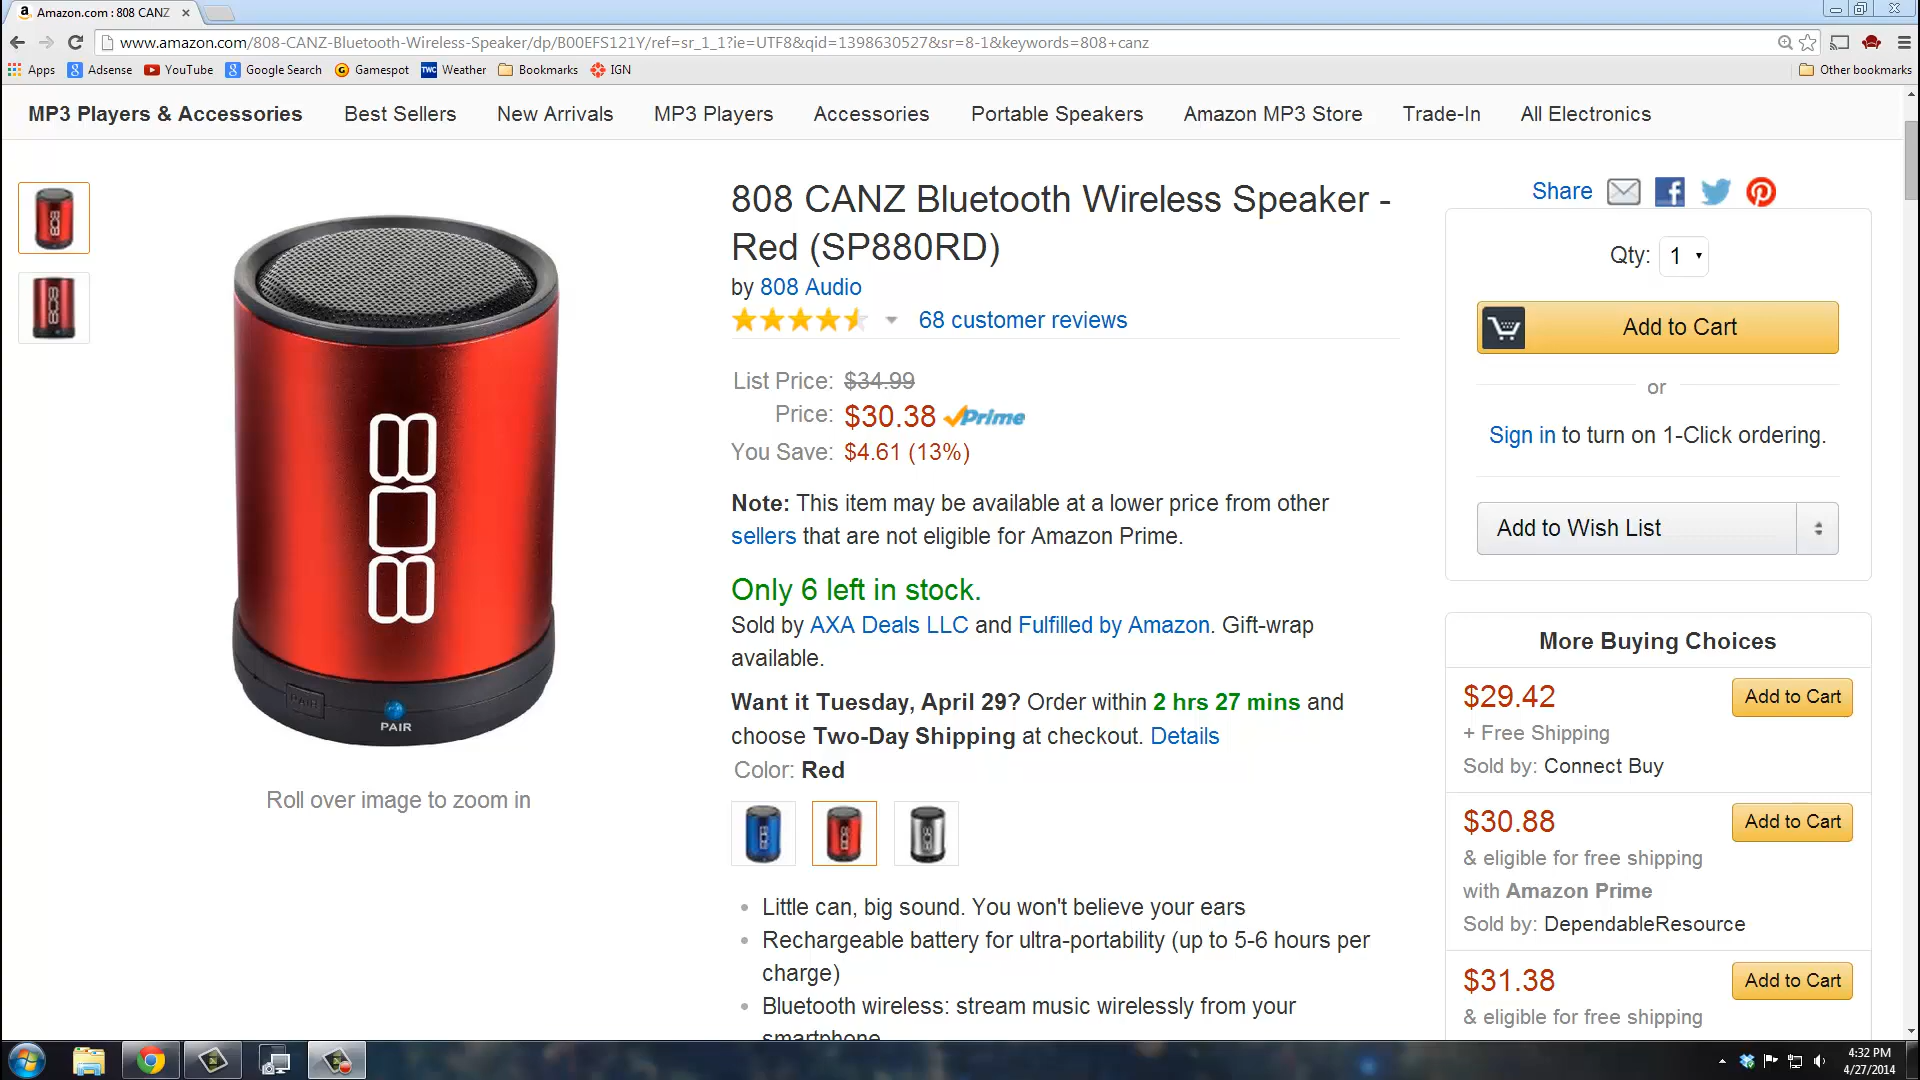 Amazon.com : 808 CANZ
www.amazon.com/808-CANZ-Bluetooth-Wireless-Speaker/dp/B00EFS121Y/ref=sr_1_1?ie=UTF8&qid=1398630527&sr=8-1&keywords=808+canz
Apps Adsense YouTube Google Search Gamespot TWC Weather Bookmarks IGN Other bookmarks
MP3 Players & Accessories Best Sellers New Arrivals MP3 Players Accessories Portable Speakers Amazon MP3 Store Trade-In All Electronics
808
808
808
PAIR
PAIR
Roll over image to zoom in
808 CANZ Bluetooth Wireless Speaker -
Red (SP880RD)
by 808 Audio
68 customer reviews
List Price: $34.99
Price: $30.38 Prime
You Save: $4.61 (13%)
Note: This item may be available at a lower price from other
sellers that are not eligible for Amazon Prime.
Only 6 left in stock.
Sold by AXA Deals LLC and Fulfilled by Amazon. Gift-wrap
available.
Want it Tuesday, April 29? Order within 2 hrs 27 mins and
choose Two-Day Shipping at checkout. Details
Color: Red
808
808
808
Little can, big sound. You won't believe your ears
Rechargeable battery for ultra-portability (up to 5-6 hours per
charge)
Bluetooth wireless: stream music wirelessly from your
smartphone
Share
Qty: 1
Add to Cart
or
Sign in to turn on 1-Click ordering.
Add to Wish List
More Buying Choices
$29.42 Add to Cart
+ Free Shipping
Sold by: Connect Buy
$30.88 Add to Cart
& eligible for free shipping
with Amazon Prime
Sold by: DependableResource
$31.38 Add to Cart
& eligible for free shipping
4:32 PM
4/27/2014